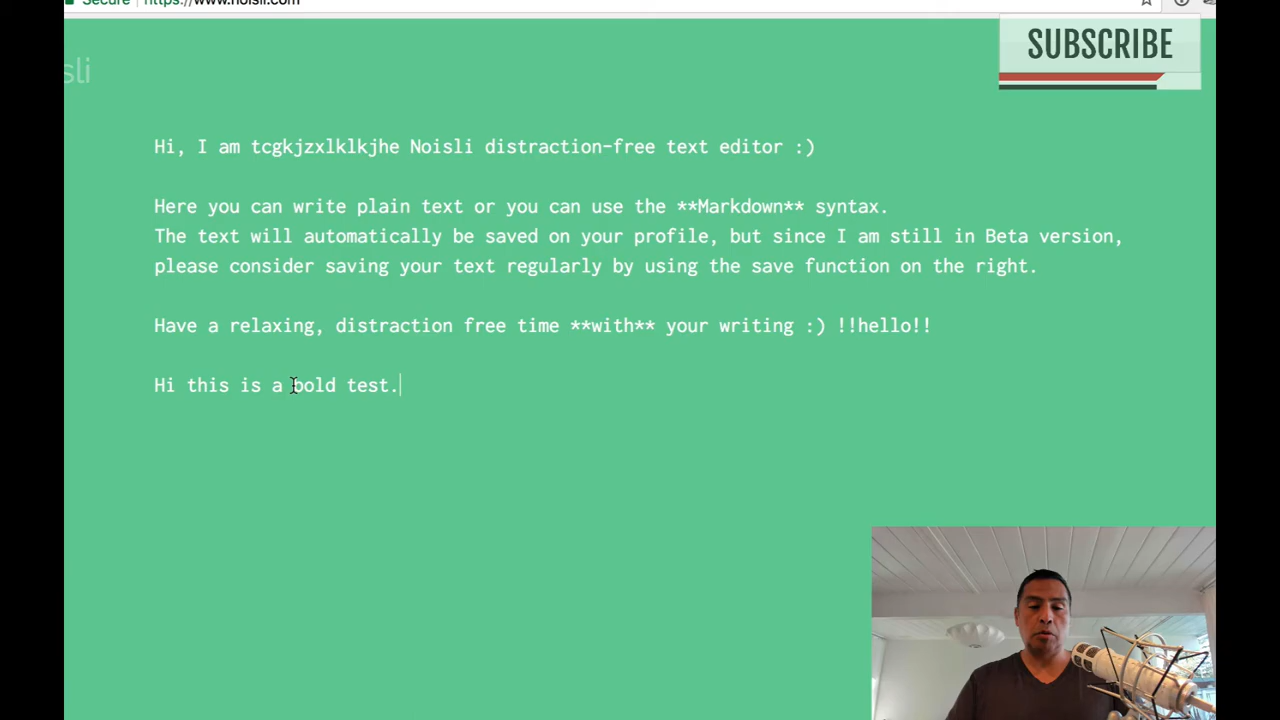 Secure https://www.noisli.com
SUBSCRIBE
sli
Hi, I am tcgkjzxlklkjhe Noisli distraction-free text editor :)
Here you can write plain text or you can use the **Markdown** syntax.
The text will automatically be saved on your profile, but since I am still in Beta version,
please consider saving your text regularly by using the save function on the right.
Have a relaxing, distraction free time **with** your writing :) !!hello!!
Hi this is a bold test.